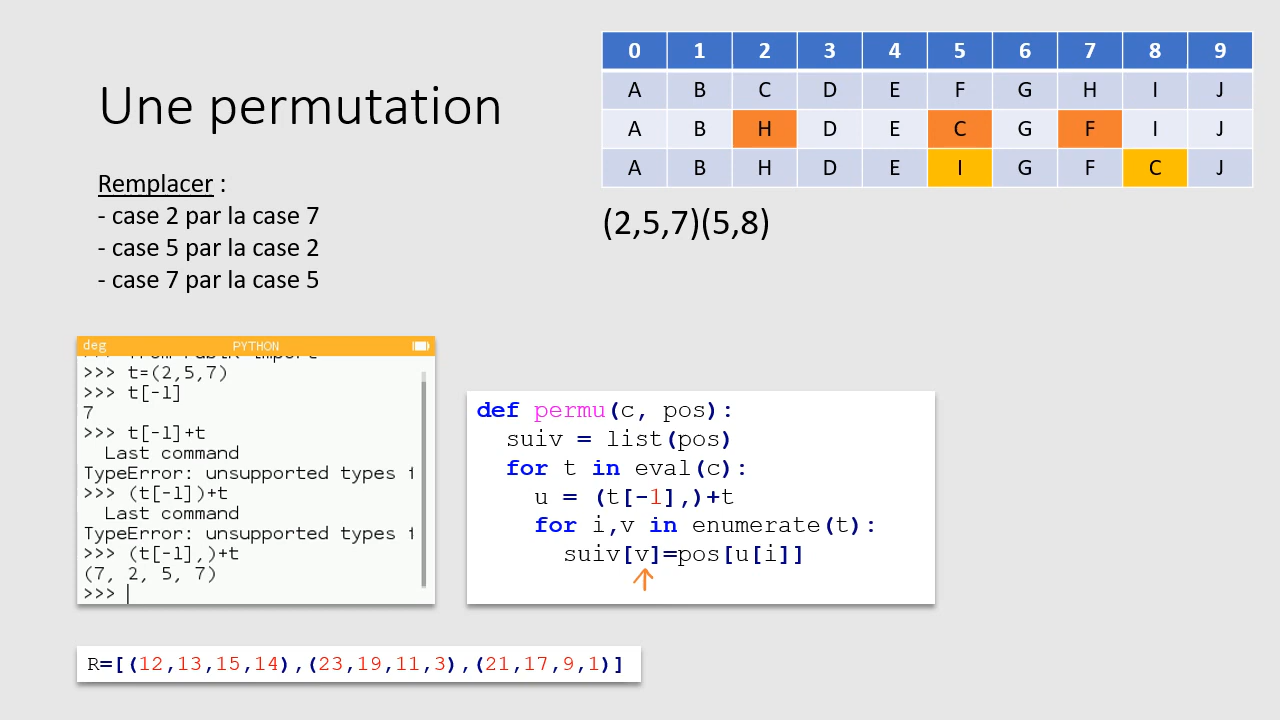 Une permutation
Remplacer :
- case 2 par la case 7
- case 5 par la case 2
- case 7 par la case 5
0 1 2 3 4 5 6 7 8 9
A B C D E F G H I J
A B H D E C G F I J
A B H D E I G F C J
(2,5,7)(5,8)
deg PYTHON
>>> t=(2,5,7)
>>> t[-1]
7
>>> t[-1]+t
Last command
TypeError: unsupported types i
>>> (t[-1])+t
Last command
TypeError: unsupported types i
>>> (t[-1],)+t
(7, 2, 5, 7)
>>>
def permu(c, pos):
suiv = list(pos)
for t in eval(c):
u = (t[-1],)+t
for i,v in enumerate(t):
suiv[v]=pos[u[i]]
R=[(12,13,15,14),(23,19,11,3),(21,17,9,1)]